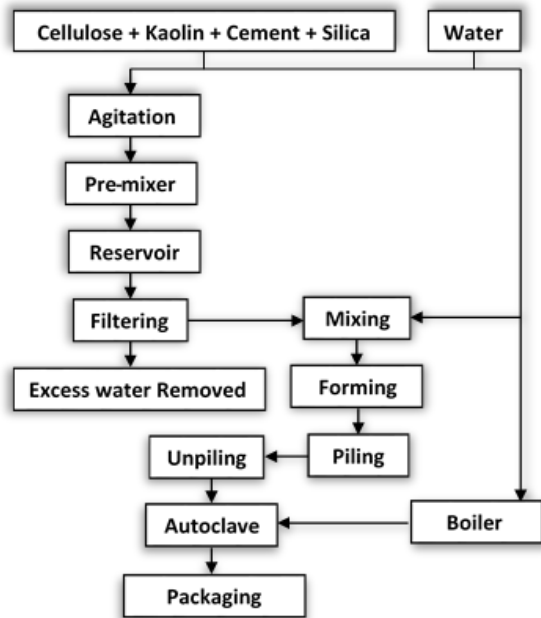 Cellulose + Kaolin + Cement + Silica
Water
Agitation
Pre-mixer
Reservoir
Filtering
Mixing
Excess water Removed
Forming
Unpiling
Piling
Autoclave
Boiler
Packaging